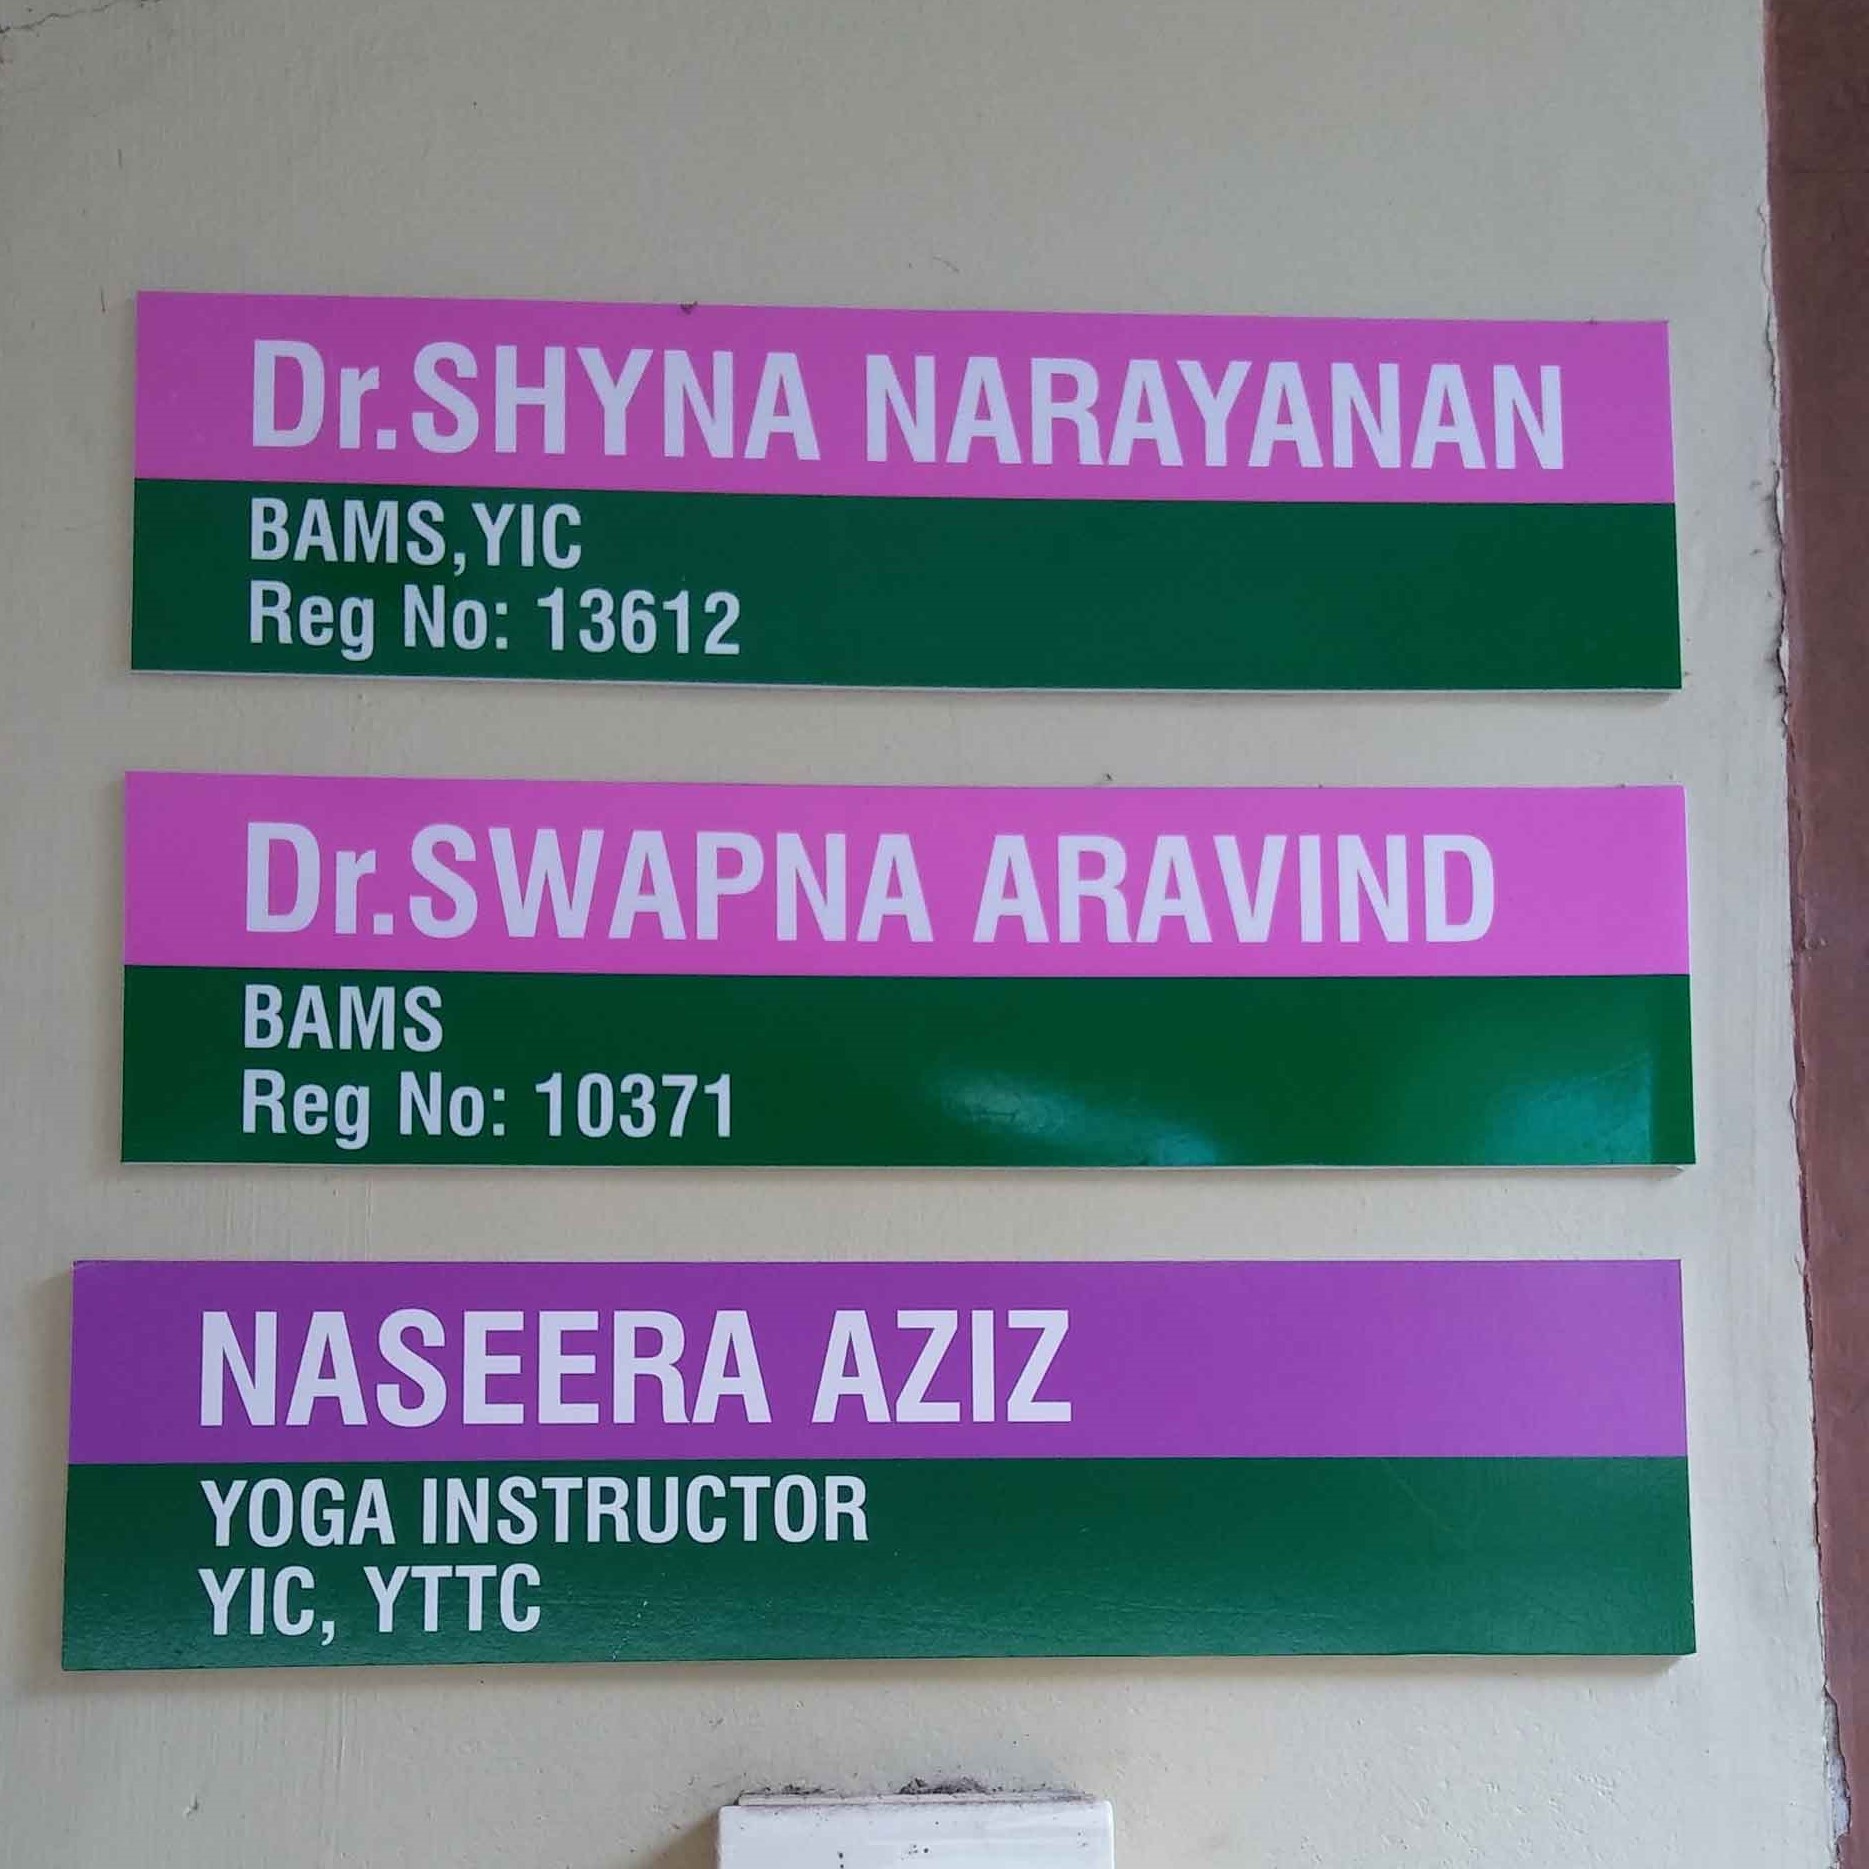 Dr.SHYNA NARAYANAN
BAMS,YIC
Reg No: 13612
Dr.SWAPNA ARAVIND
BAMS
Reg No: 10371
NASEERA AZIZ
YOGA INSTRUCTOR
YIC, YTTC